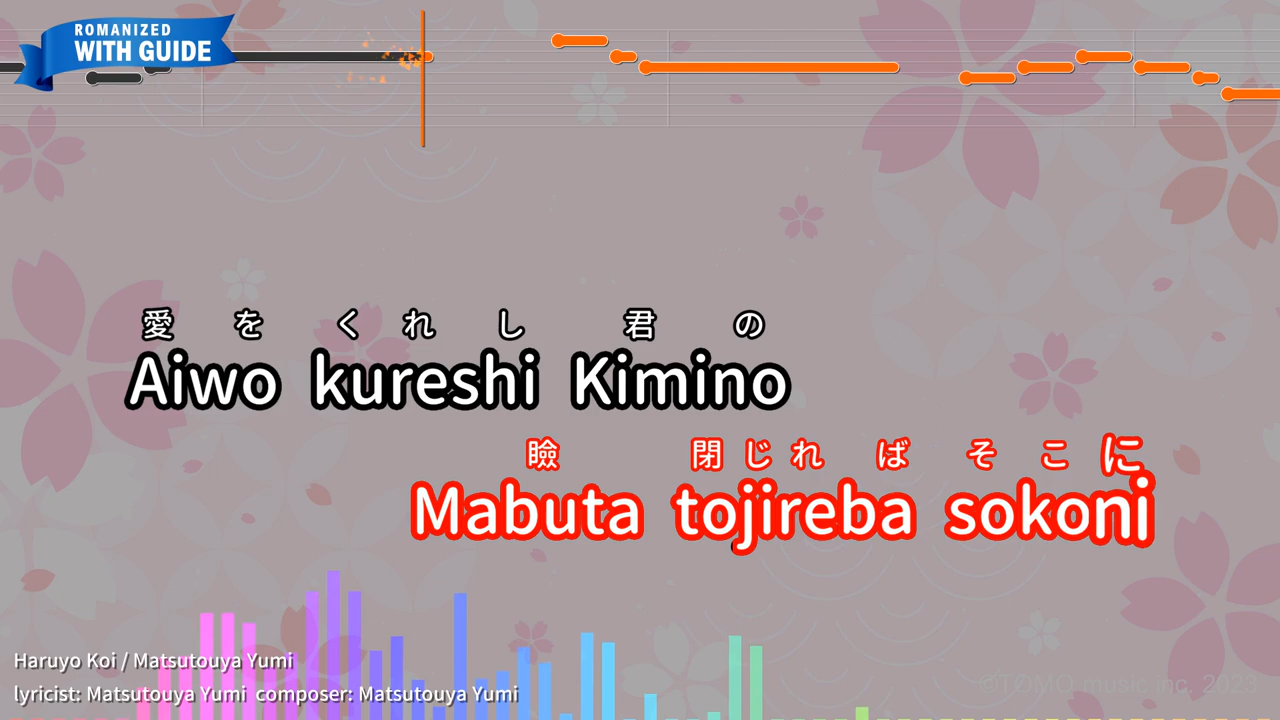 ROMANIZED
WITH GUIDE
愛をくれし 君の
Aiwo kureshi Kimino
瞼 閉じれば そこに
Mabuta tojireba sokoni
Haruyo Koi / Matsutouya Yumi
lyricist: Matsutouya Yumi composer: Matsutouya Yumi
©TOMO music inc. 2023